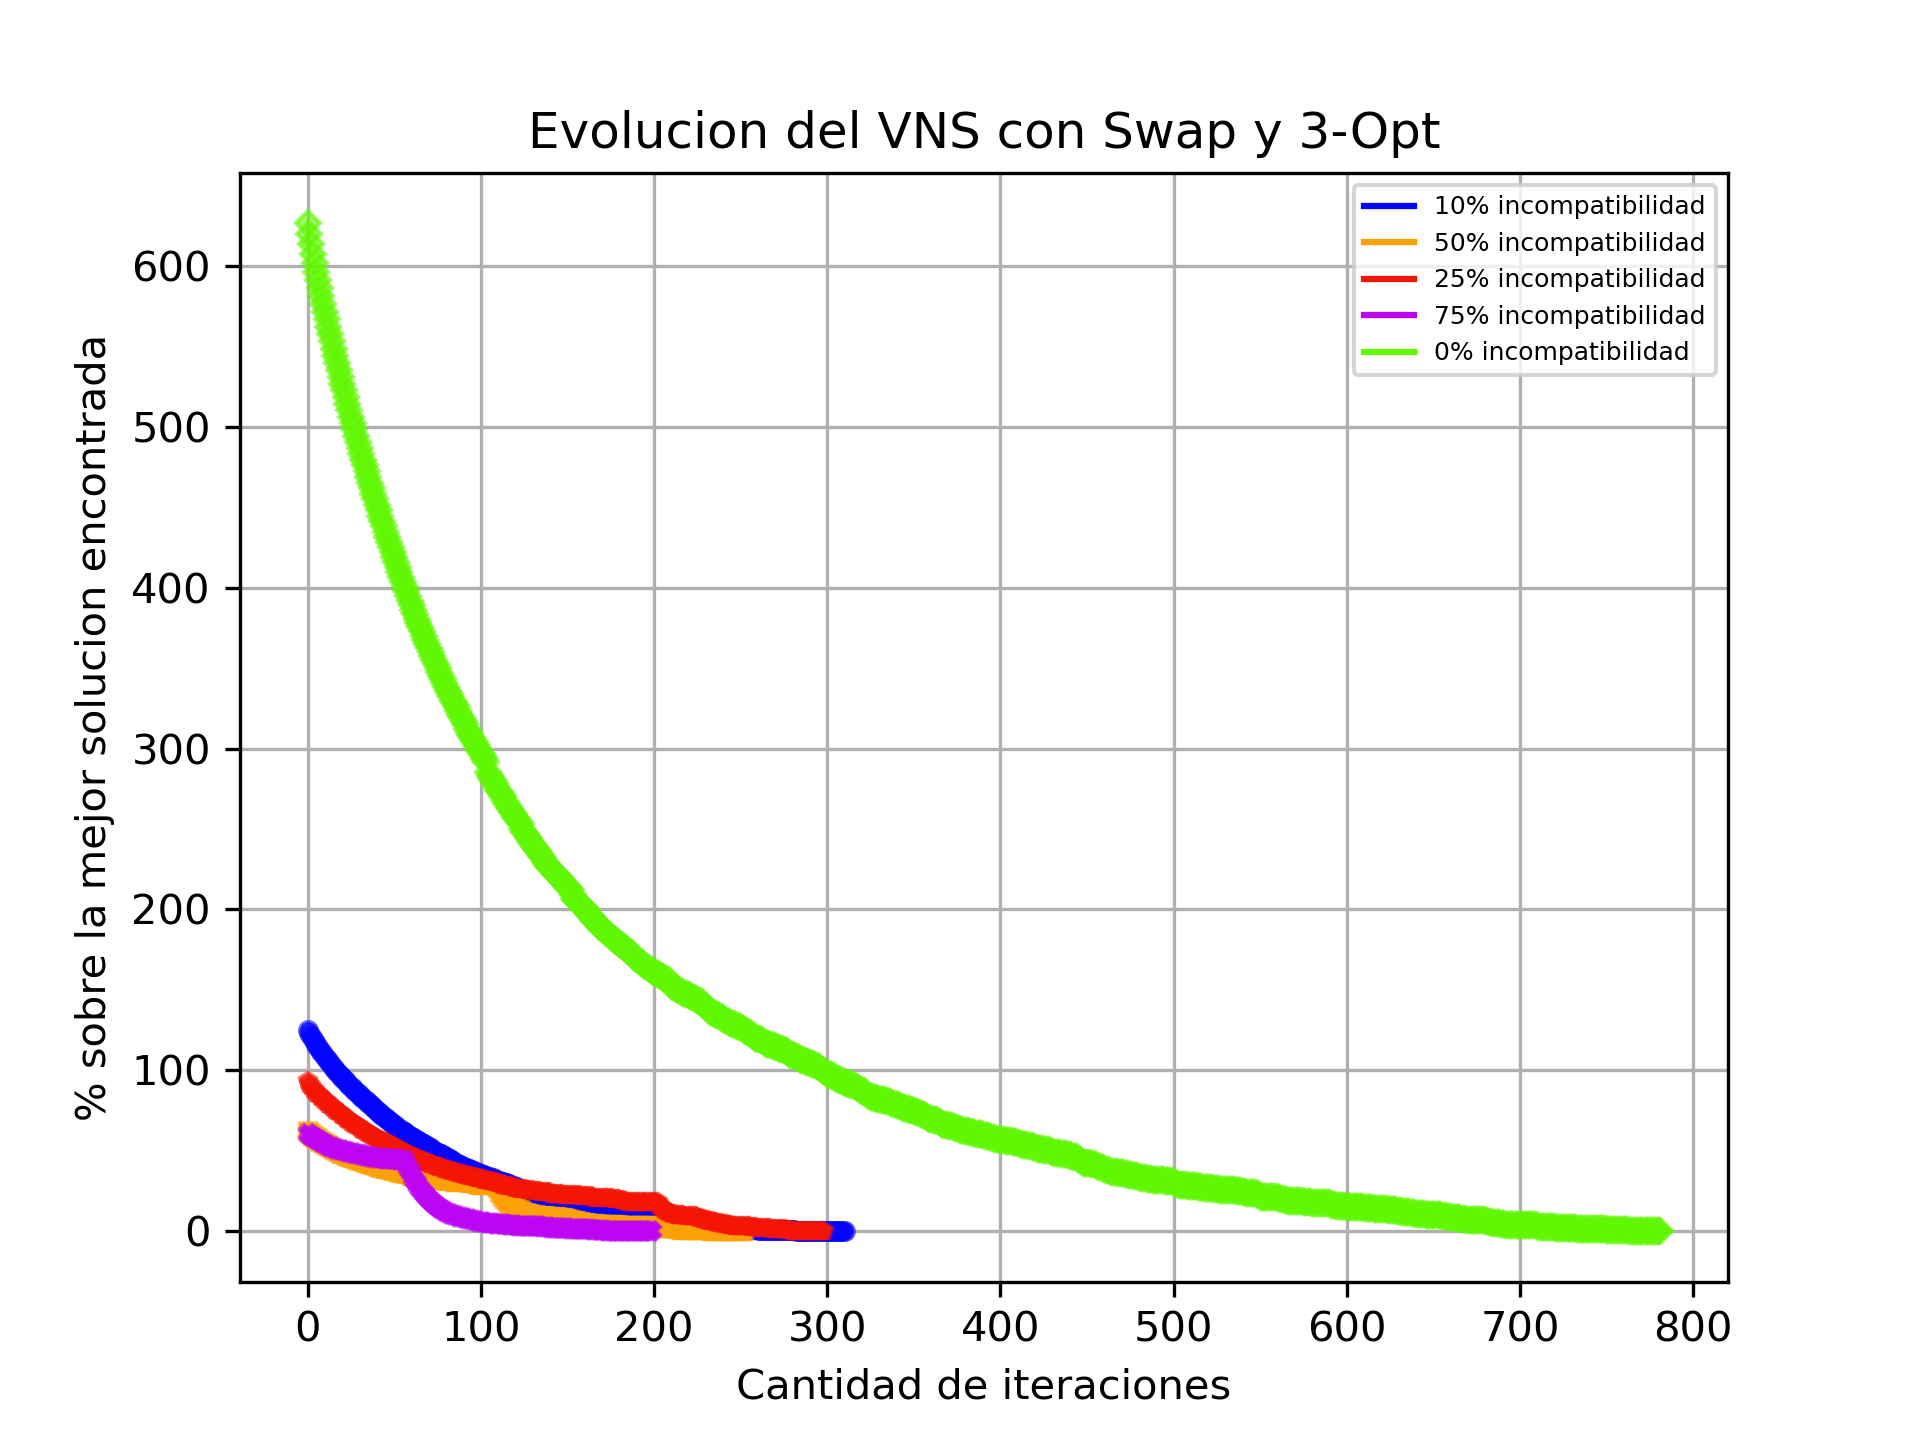 Evolucion del VNS con Swap y 3-Opt
% sobre la mejor solucion encontrada
600
500
400
300
200
100
0
10% incompatibilidad
50% incompatibilidad
25% incompatibilidad
75% incompatibilidad
0% incompatibilidad
0 100 200 300 400 500 600 700 800
Cantidad de iteraciones